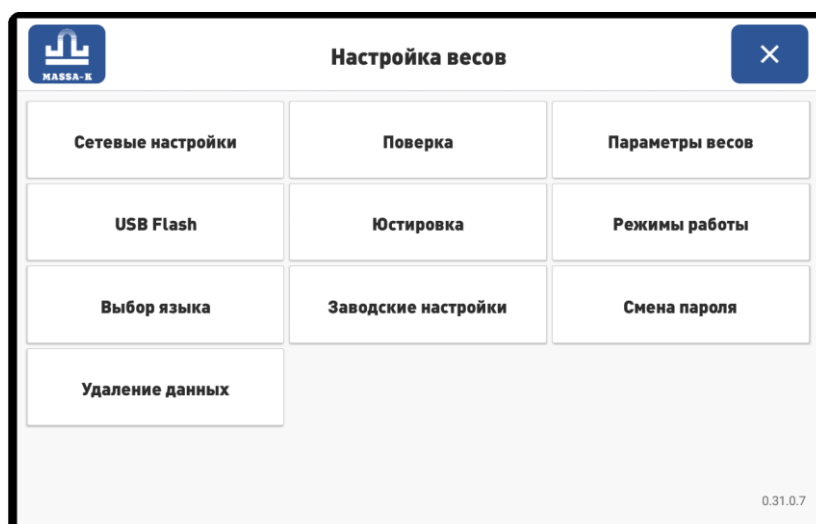 MASSA-K
Настройка весов
Сетевые настройки
Поверка
Параметры весов
USB Flash
Юстировка
Режимы работы
Выбор языка
Заводские настройки
Смена пароля
Удаление данных
0.31.0.7